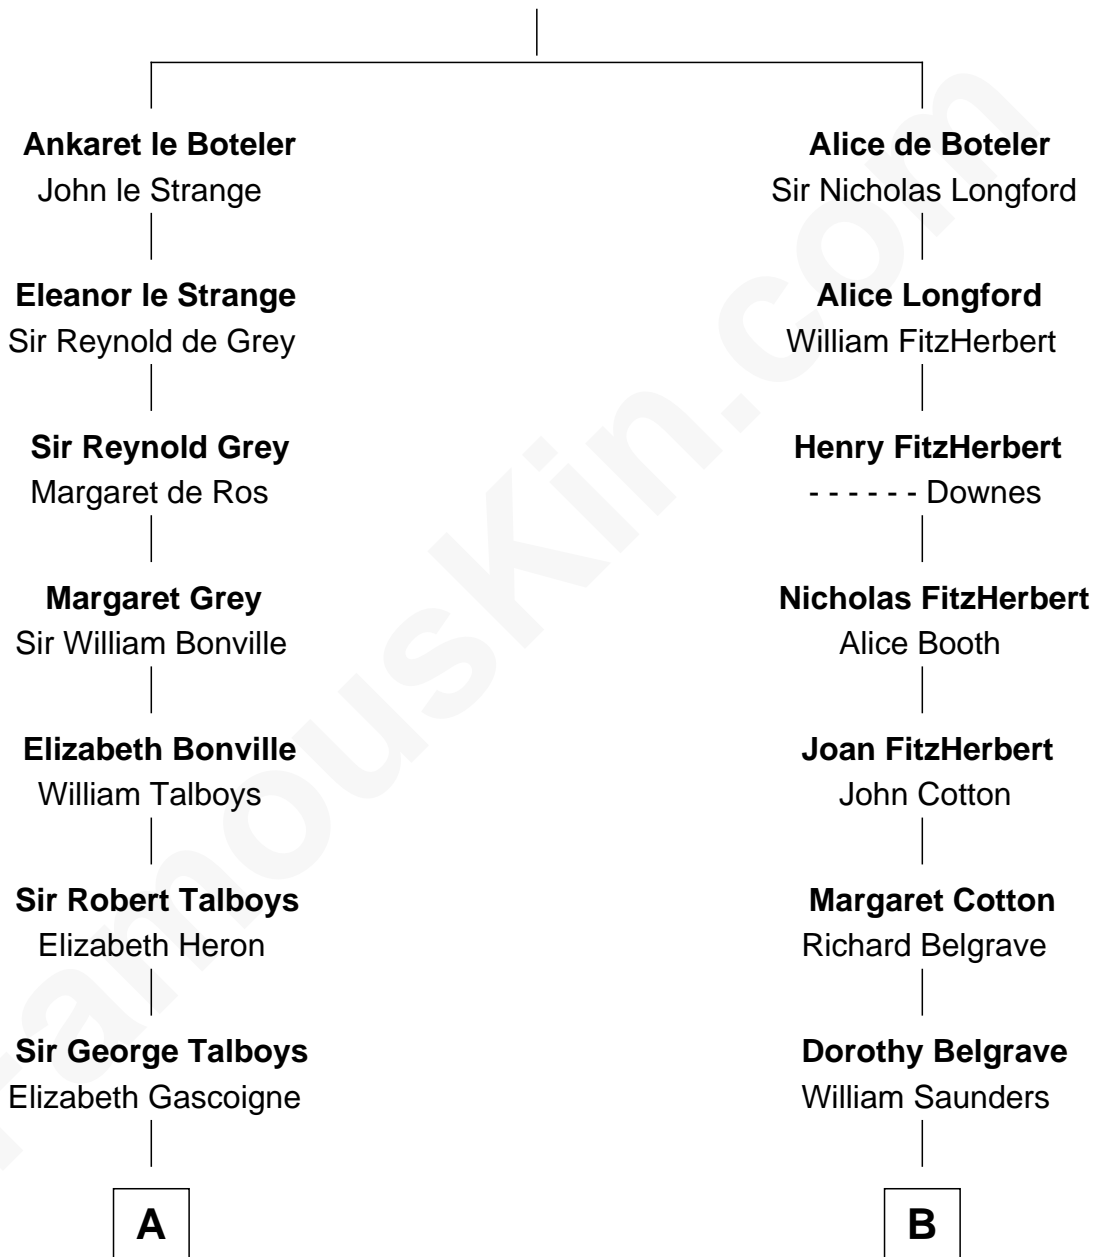 Ankaret le Boteler
John le Strange
Alice de Boteler
Sir Nicholas Longford
Eleanor le Strange
Sir Reynold de Grey
Alice Longford
William FitzHerbert
Sir Reynold Grey
Margaret de Ros
Henry FitzHerbert
- - - - - - Downes
Margaret Grey
Sir William Bonville
Nicholas FitzHerbert
Alice Booth
Elizabeth Bonville
William Talboys
Joan FitzHerbert
John Cotton
Sir Robert Talboys
Elizabeth Heron
Margaret Cotton
Richard Belgrave
Sir George Talboys
Elizabeth Gascoigne
Dorothy Belgrave
William Saunders
A
B
FamousKin.com